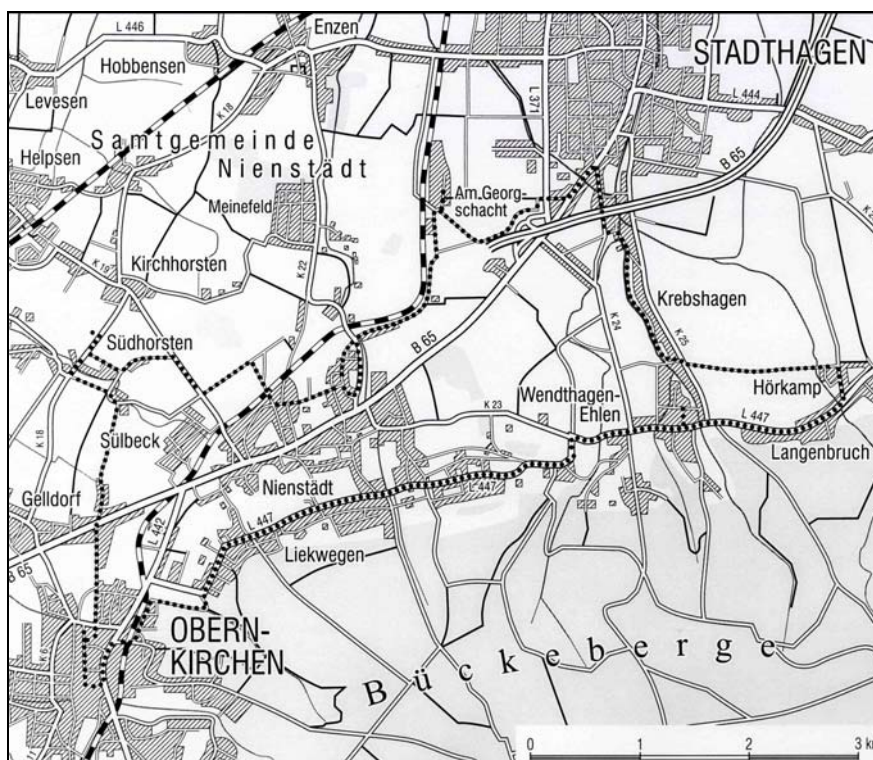 L 446
Enzen
Hobbensen
STADTHAGEN
Levesen
K 18
L 371
L 444
Samtgemeinde
Nienstädt
Helpsen
B 65
Am Georg-
schacht
Meinefeld
Kirchhorsten
K 19
K 22
Krebshagen
B 65
K 24
K 25
Südhorsten
Hörkamp
Wendthagen-
Ehlen
K 23
L 447
K 18
Sülbeck
Langenbruch
Gelldorf
Nienstädt
L 447
L 447
L 442
Liekwegen
B 65
OBERN-
KIRCHEN
K 6
Bückeberge
0 1 2 3 km